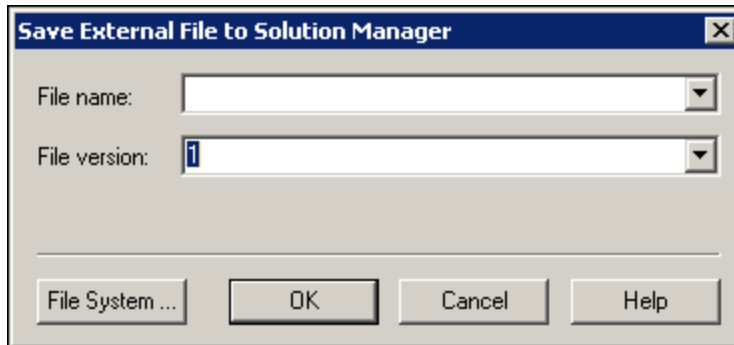 Save External File to Solution Manager
File name:
File version: 1
File System ... OK Cancel Help